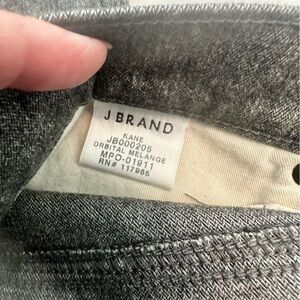 J BRAND
KANE
JB000205
ORBITAL MELANGE
MPO-01911
RN# 117985